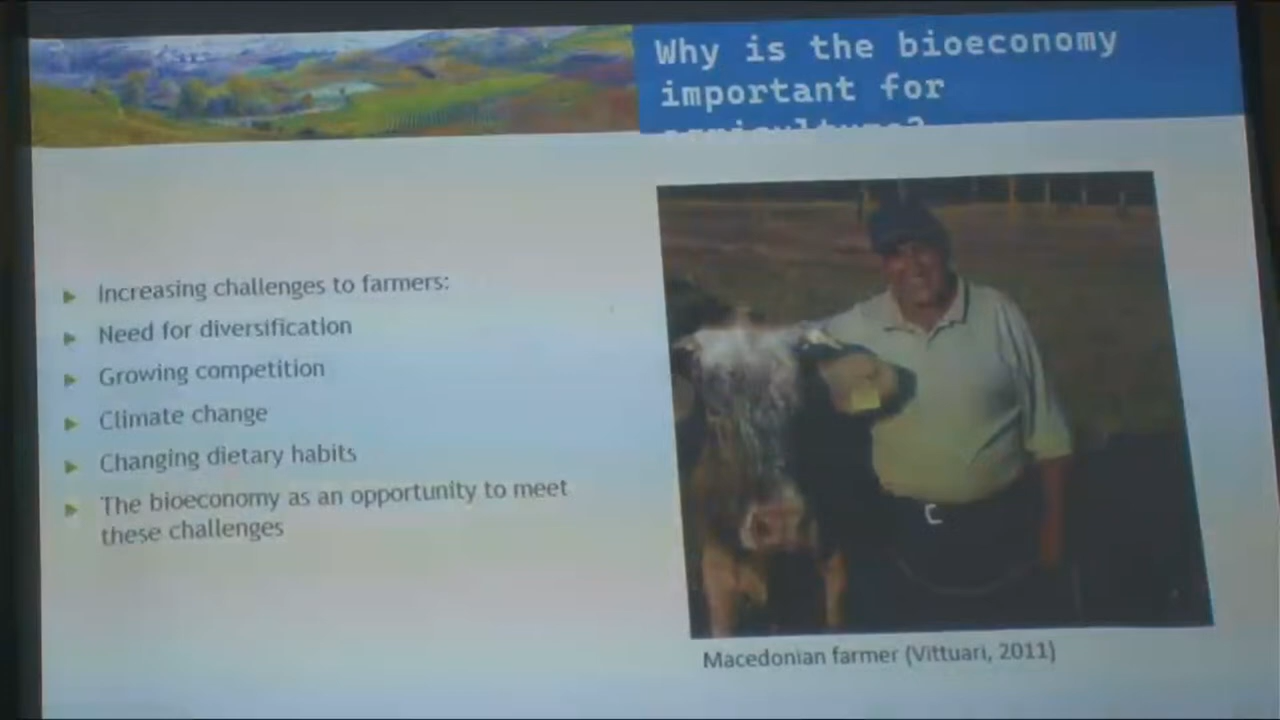 Why is the bioeconomy
important for
agriculture?
Increasing challenges to farmers:
Need for diversification
Growing competition
Climate change
Changing dietary habits
The bioeconomy as an opportunity to meet
these challenges
Macedonian farmer (Vittuari, 2011)